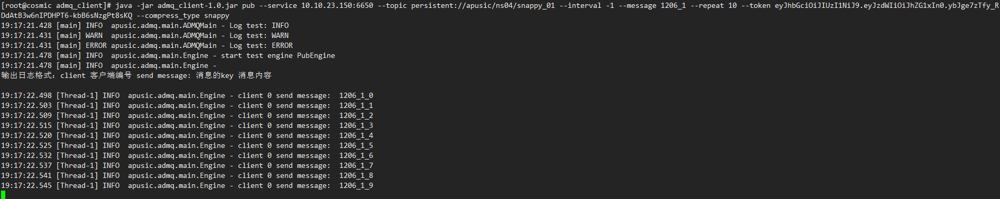 [root@cosmic admq_client]# java -jar admq_client-1.0.jar pub --service 10.10.23.150:6650 --topic persistent://apusic/ns04/snappy_01 --interval -1 --message 1206_1 --repeat 10 --token eyJhbGciOiJIUzI1NiJ9.eyJzdWIiOiJhZG1xIn0.ybJge7zTfy_R
DdAtB3w6nIPDHPT6-kbB6sNzgPt8sKQ --compress_type snappy
19:17:21.428 [main] INFO  apusic.admq.main.ADMQMain - Log test: INFO
19:17:21.431 [main] WARN  apusic.admq.main.ADMQMain - Log test: WARN
19:17:21.431 [main] ERROR apusic.admq.main.ADMQMain - Log test: ERROR
19:17:21.478 [main] INFO  apusic.admq.main.Engine - start test engine PubEngine
19:17:21.478 [main] INFO  apusic.admq.main.Engine -
输出日志格式：client 客户端编号 send message: 消息的key 消息内容
19:17:22.498 [Thread-1] INFO  apusic.admq.main.Engine - client 0 send message:  1206_1_0
19:17:22.503 [Thread-1] INFO  apusic.admq.main.Engine - client 0 send message:  1206_1_1
19:17:22.509 [Thread-1] INFO  apusic.admq.main.Engine - client 0 send message:  1206_1_2
19:17:22.515 [Thread-1] INFO  apusic.admq.main.Engine - client 0 send message:  1206_1_3
19:17:22.520 [Thread-1] INFO  apusic.admq.main.Engine - client 0 send message:  1206_1_4
19:17:22.525 [Thread-1] INFO  apusic.admq.main.Engine - client 0 send message:  1206_1_5
19:17:22.532 [Thread-1] INFO  apusic.admq.main.Engine - client 0 send message:  1206_1_6
19:17:22.537 [Thread-1] INFO  apusic.admq.main.Engine - client 0 send message:  1206_1_7
19:17:22.541 [Thread-1] INFO  apusic.admq.main.Engine - client 0 send message:  1206_1_8
19:17:22.545 [Thread-1] INFO  apusic.admq.main.Engine - client 0 send message:  1206_1_9